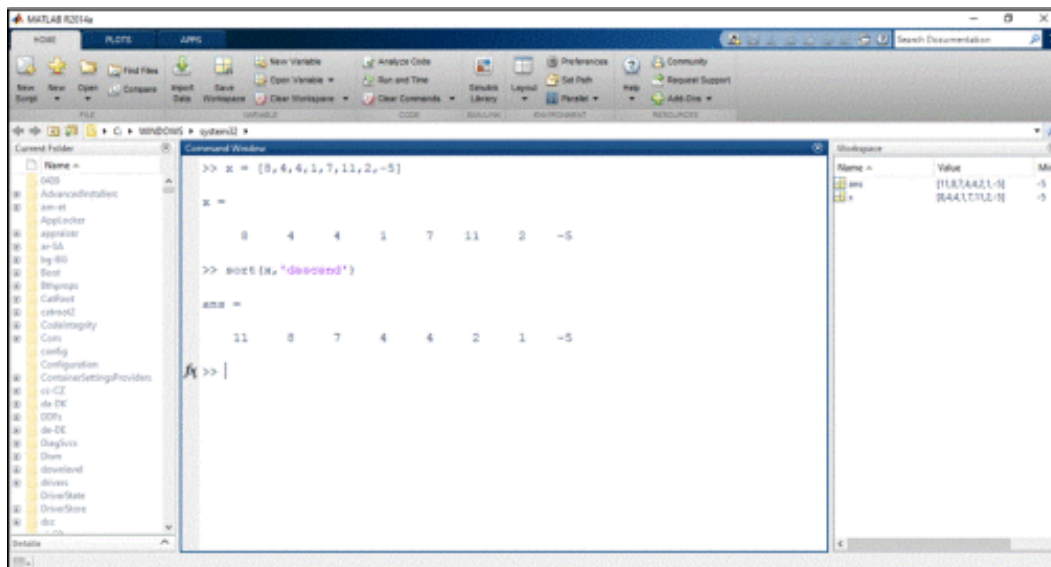 MATLAB R2014a
HOME PLOTS APPS
Search Documentation
New Script
New
Open
Find Files
Compare
Import Data
Save Workspace
New Variable
Open Variable
Clear Workspace
Analyze Code
Run and Time
Clear Commands
Simulink Library
Layout
Preferences
Set Path
Parallel
Help
Community
Request Support
Add-Ons
FILE VARIABLE CODE SIMULINK ENVIRONMENT RESOURCES
C: WINDOWS system32
Current Folder
Name
0409
AdvancedInstallers
am-et
AppLocker
appraiser
ar-SA
bg-BG
Boot
Bthprops
CatRoot
catroot2
CodeIntegrity
Com
config
Configuration
ContainerSettingsProviders
cs-CZ
da-DK
DDFs
de-DE
DiagSvcs
Dism
downlevel
drivers
DriverState
DriverStore
dsc
Details
Command Window
>> x = [8,4,4,1,7,11,2,-5]
x =
8 4 4 1 7 11 2 -5
>> sort(x,'descend')
ans =
11 8 7 4 4 2 1 -5
fx >>
Workspace
Name Value
ans [11,8,7,4,4,2,1,-5] -5
x [8,4,4,1,7,11,2,-5] -5